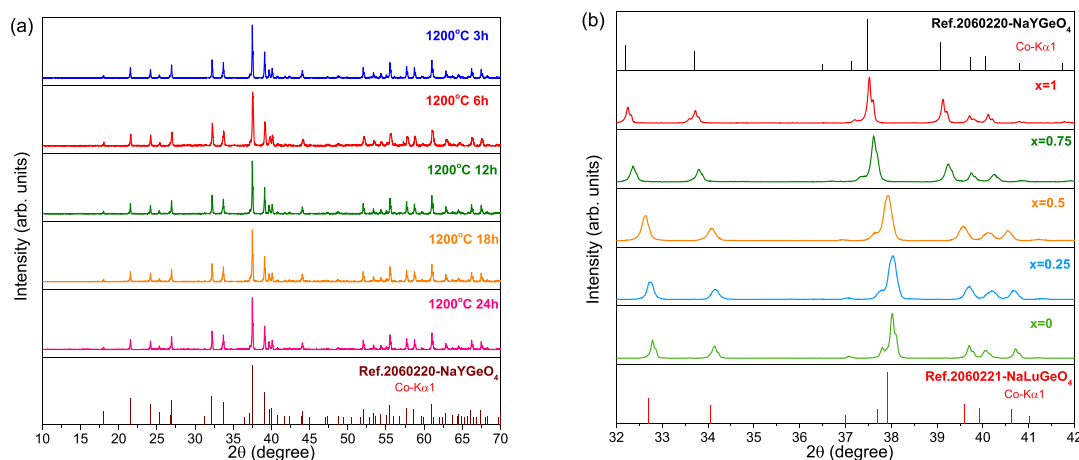 (a)
1200°C 3h
1200°C 6h
1200°C 12h
1200°C 18h
1200°C 24h
Ref.2060220-NaYGeO4
Co-Kα1
Intensity (arb. units)
10 15 20 25 30 35 40 45 50 55 60 65 70
2θ (degree)
(b)
Ref.2060220-NaYGeO4
Co-Kα1
x=1
x=0.75
x=0.5
x=0.25
x=0
Ref.2060221-NaLuGeO4
Co-Kα1
Intensity (arb. units)
32 33 34 35 36 37 38 39 40 41 42
2θ (degree)